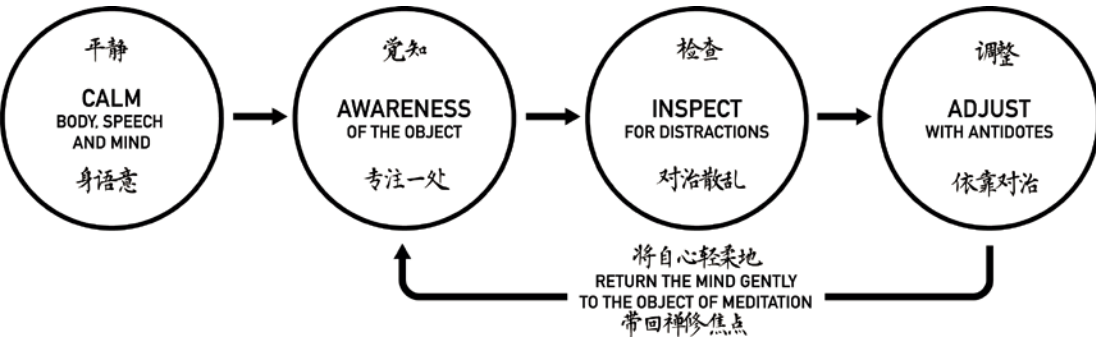 平静
CALM
BODY, SPEECH
AND MIND
身语意
觉知
AWARENESS
OF THE OBJECT
专注一处
检查
INSPECT
FOR DISTRACTIONS
对治散乱
调整
ADJUST
WITH ANTIDOTES
依靠对治
将自心轻柔地
RETURN THE MIND GENTLY
TO THE OBJECT OF MEDITATION
带回禅修焦点